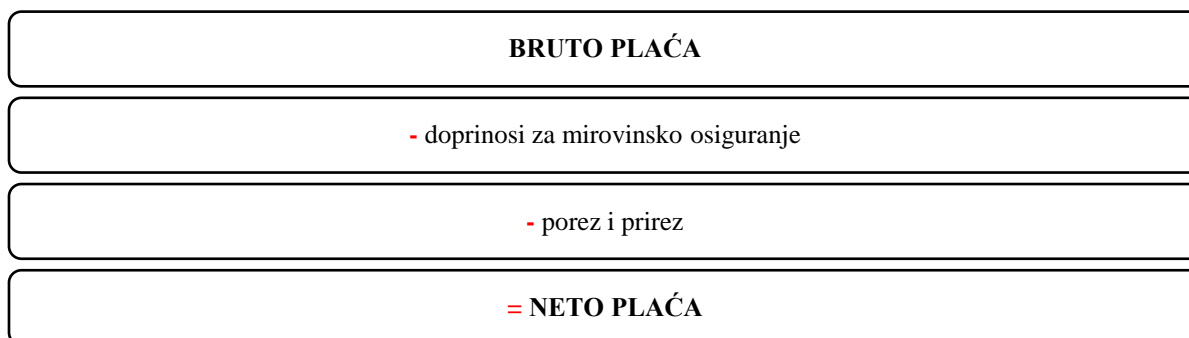 BRUTO PLAĆA
- doprinosi za mirovinsko osiguranje
- porez i prirez
= NETO PLAĆA